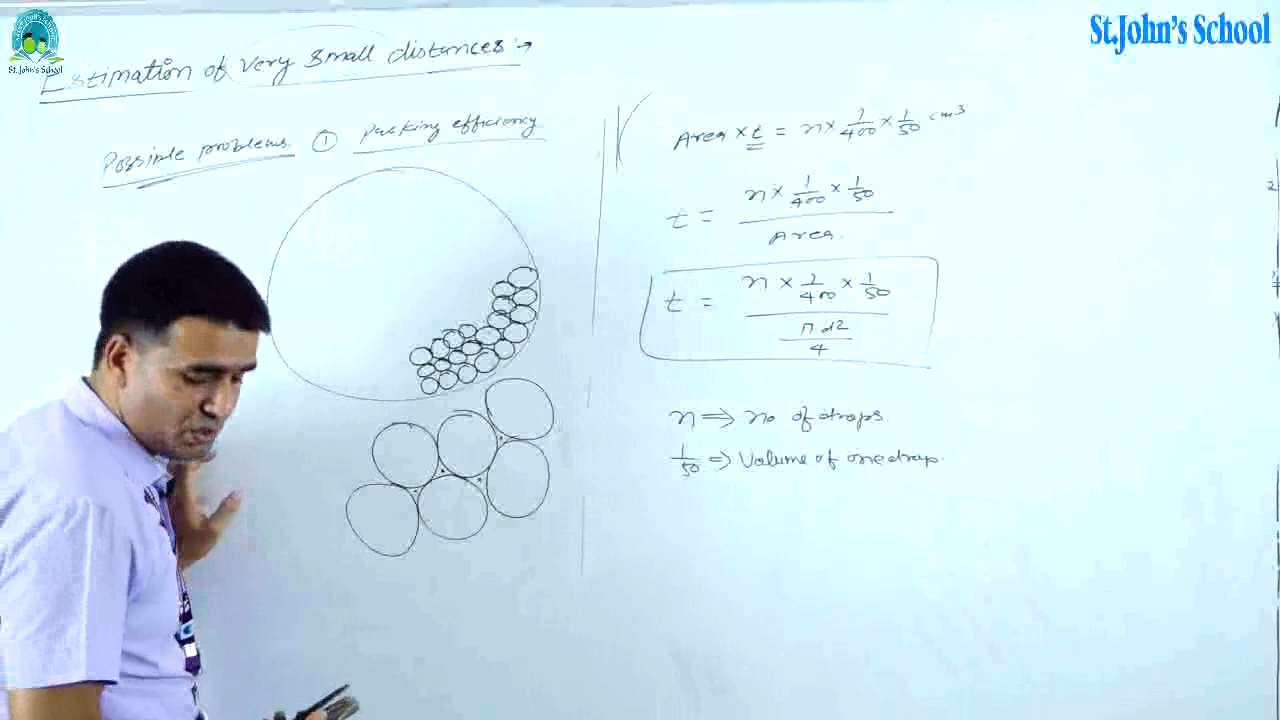 St. John's School
St.John's School
Estimation of very small distances :→
Possible problems ① Packing efficiency
Area × t = n × 1/400 × 1/50 cm³
t = (n × 1/400 × 1/50) / Area.
t = (n × 1/400 × 1/50) / (πd²/4)
n ⇒ no of drops.
1/50 ⇒ Volume of one drop.